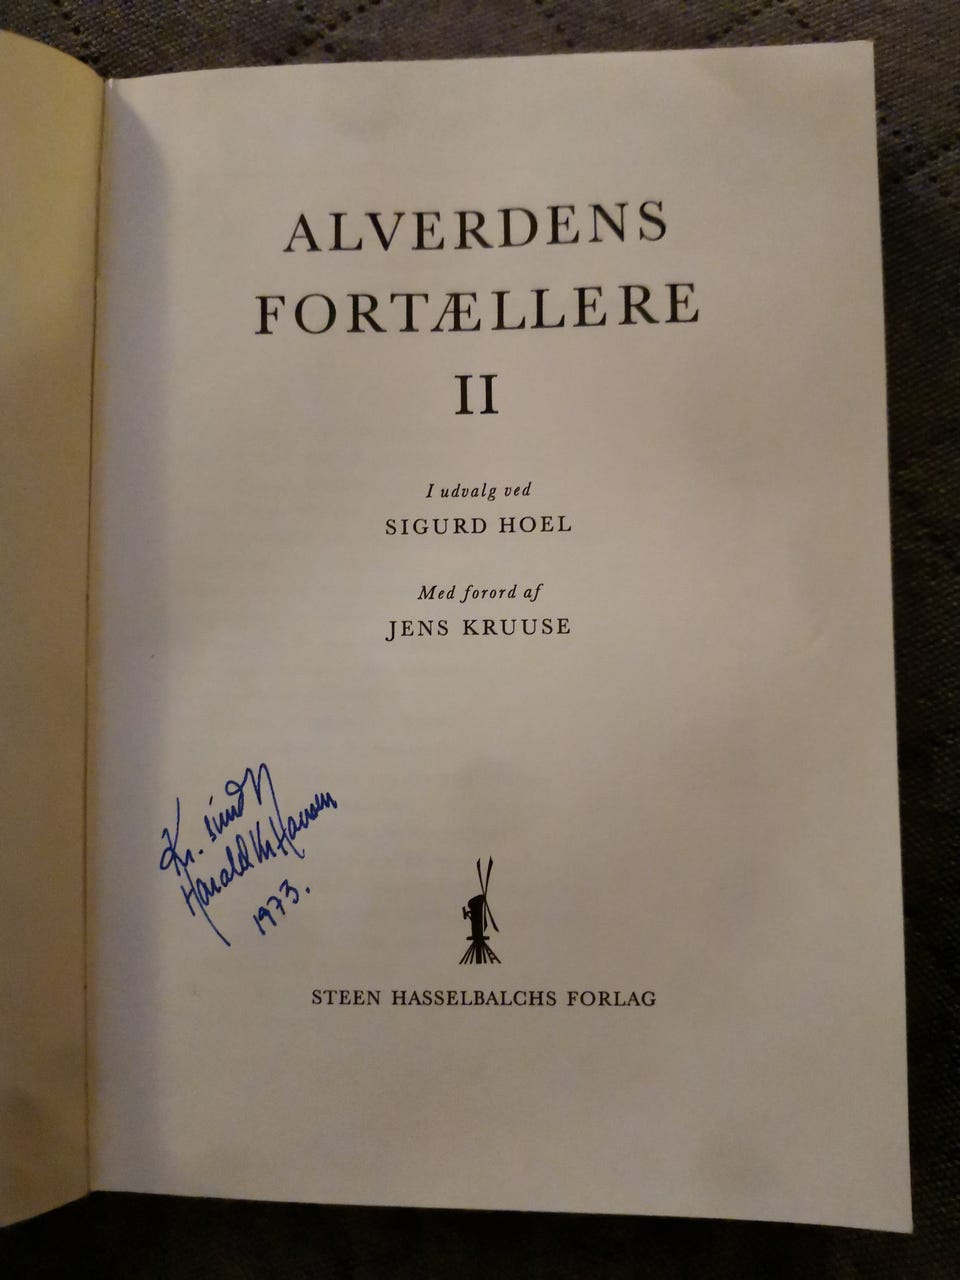 ALVERDENS
FORTÆLLERE
II
I udvalg ved
SIGURD HOEL
Med forord af
JENS KRUUSE
Kr.
Harald Kr Hansen
1973.
STEEN HASSELBALCHS FORLAG